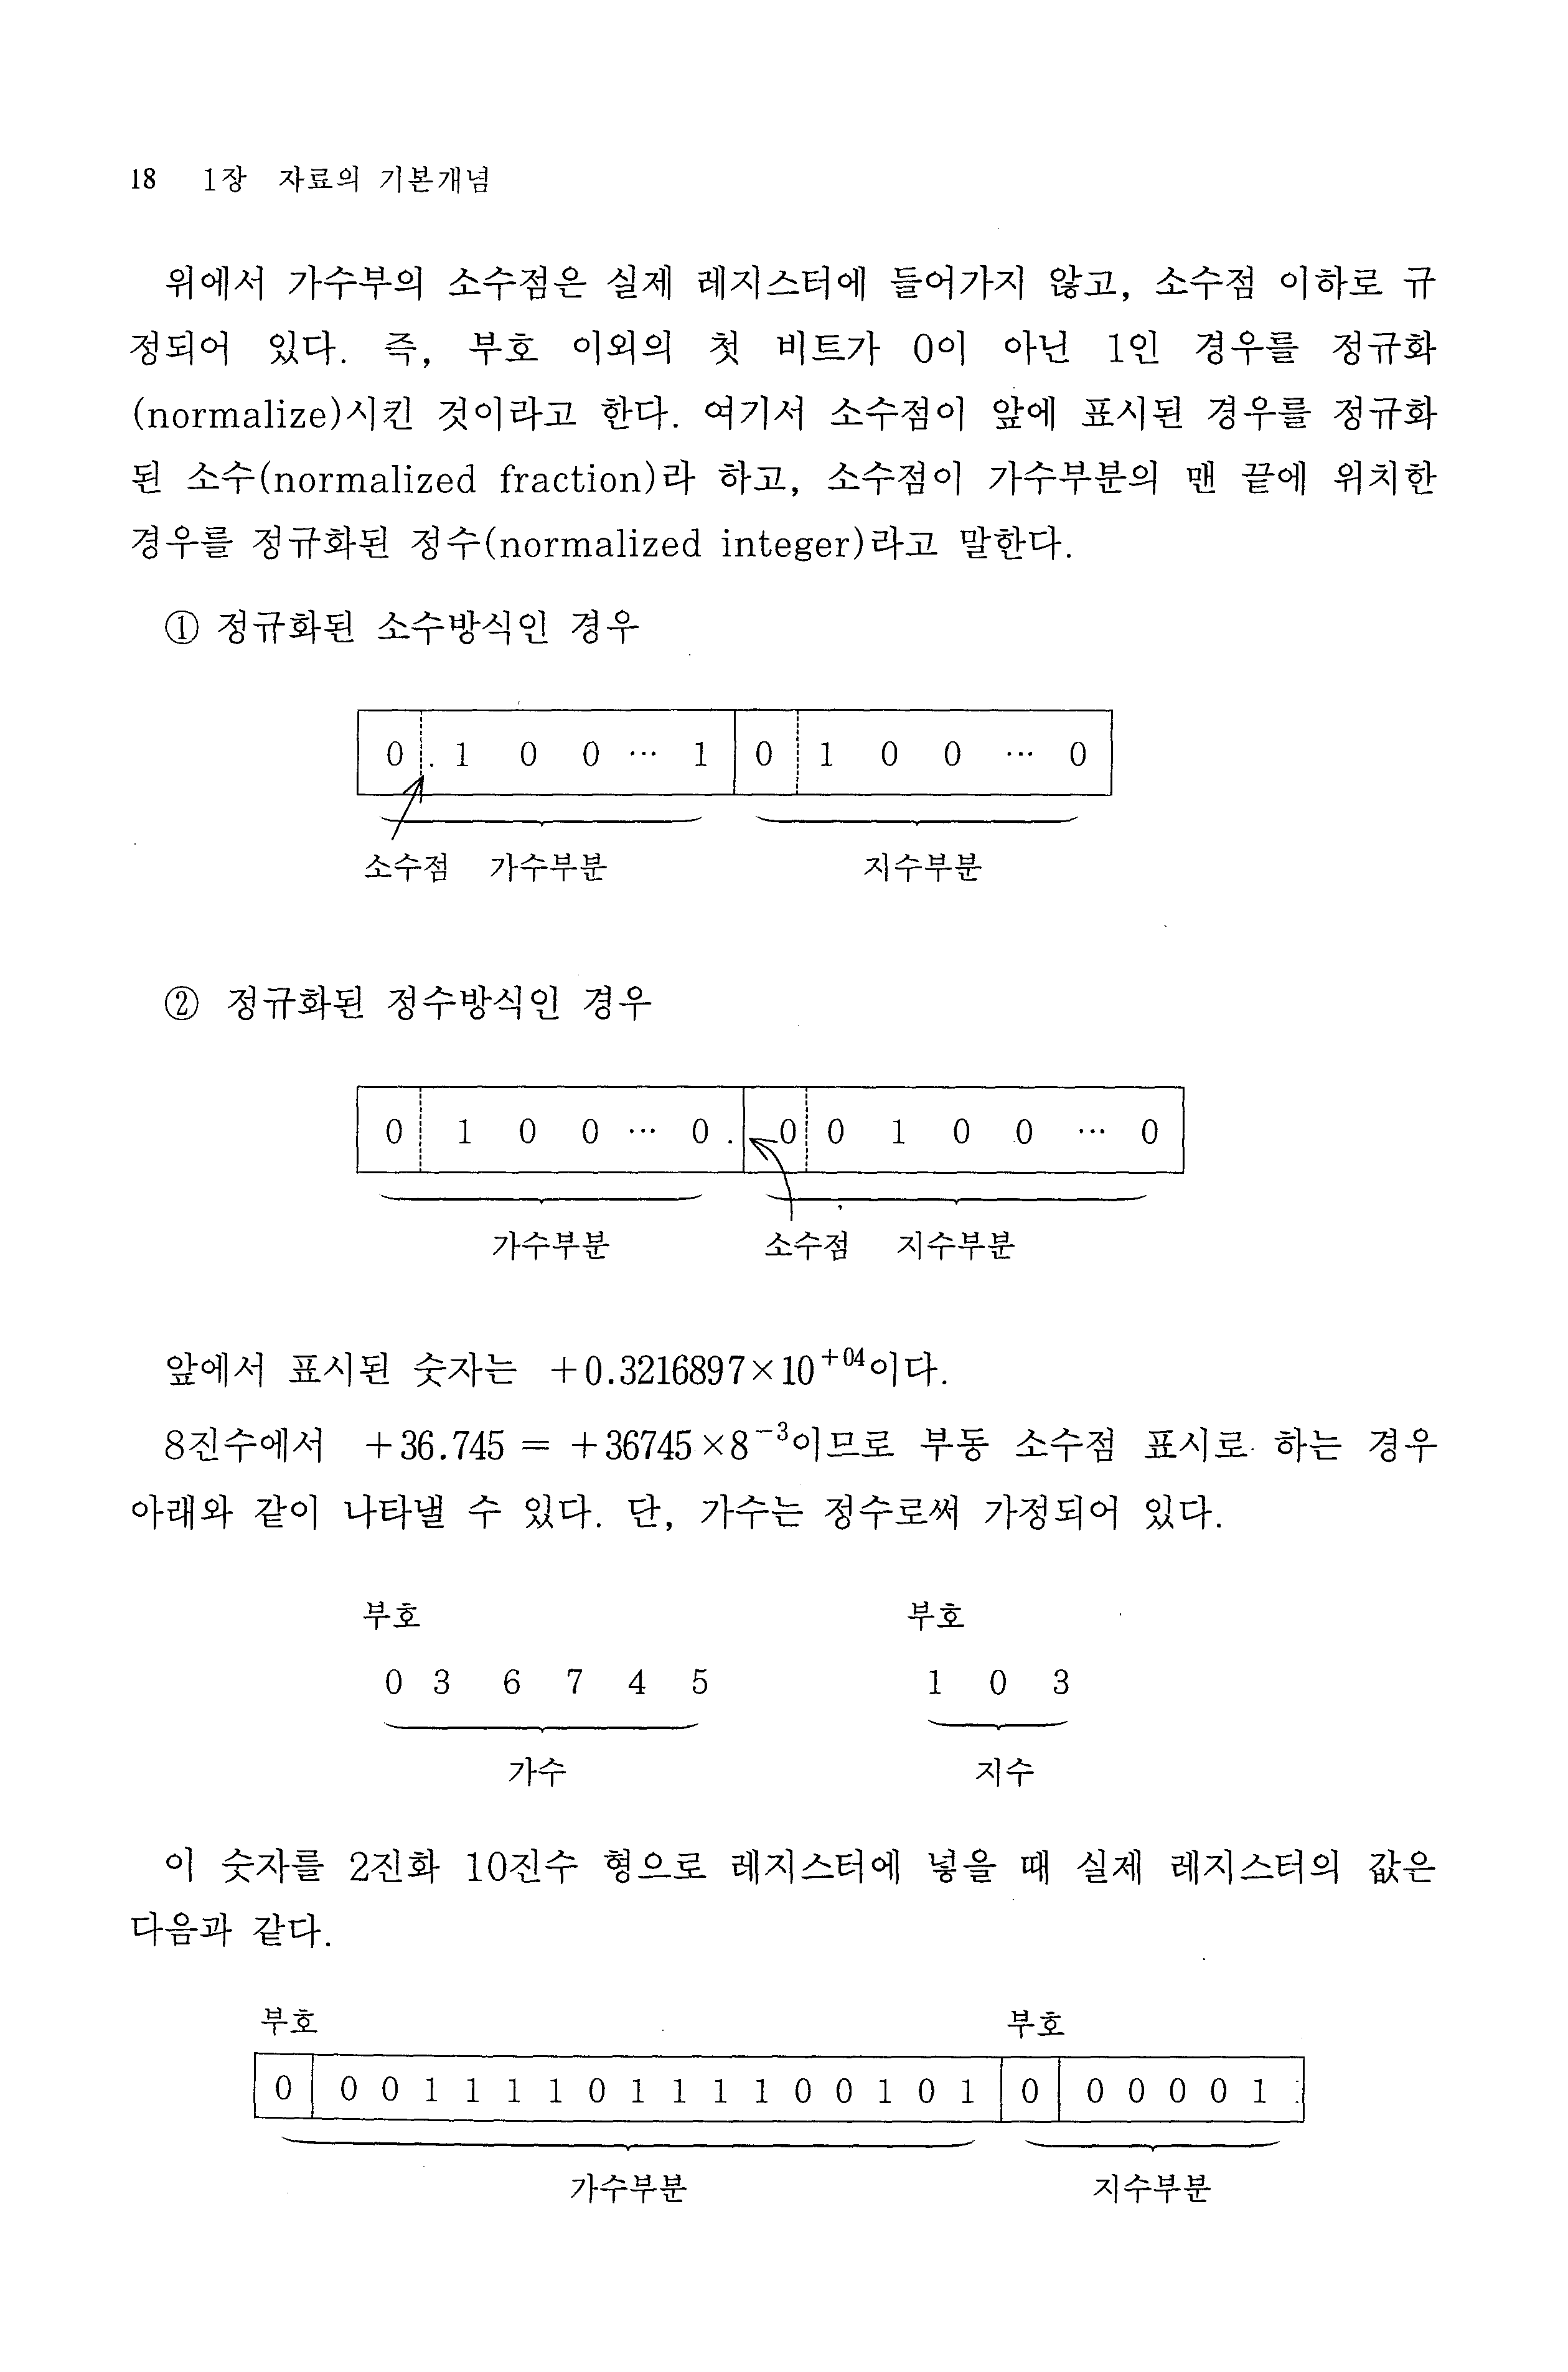 18 1장 자료의 기본개념
위에서 가수부의 소수점은 실제 레지스터에 들어가지 않고, 소수점 이하로 규
정되어 있다. 즉, 부호 이외의 첫 비트가 0이 아닌 1인 경우를 정규화
(normalize)시킨 것이라고 한다. 여기서 소수점이 앞에 표시된 경우를 정규화
된 소수(normalized fraction)라 하고, 소수점이 가수부분의 맨 끝에 위치한
경우를 정규화된 정수(normalized integer)라고 말한다.
① 정규화된 소수방식인 경우
0 . 1 0 0 … 1 0 1 0 0 … 0
소수점 가수부분 지수부분
② 정규화된 정수방식인 경우
0 1 0 0 … 0 . 0 0 1 0 0 … 0
가수부분 소수점 지수부분
앞에서 표시된 숫자는 +0.3216897×10⁺⁰⁴이다.
8진수에서 +36.745 = +36745×8⁻³이므로 부동 소수점 표시로 하는 경우
아래와 같이 나타낼 수 있다. 단, 가수는 정수로써 가정되어 있다.
부호 부호
0 3 6 7 4 5 1 0 3
가수 지수
이 숫자를 2진화 10진수 형으로 레지스터에 넣을 때 실제 레지스터의 값은
다음과 같다.
부호 부호
0 0 0 1 1 1 1 0 1 1 1 1 0 0 1 0 1 0 0 0 0 0 1
가수부분 지수부분